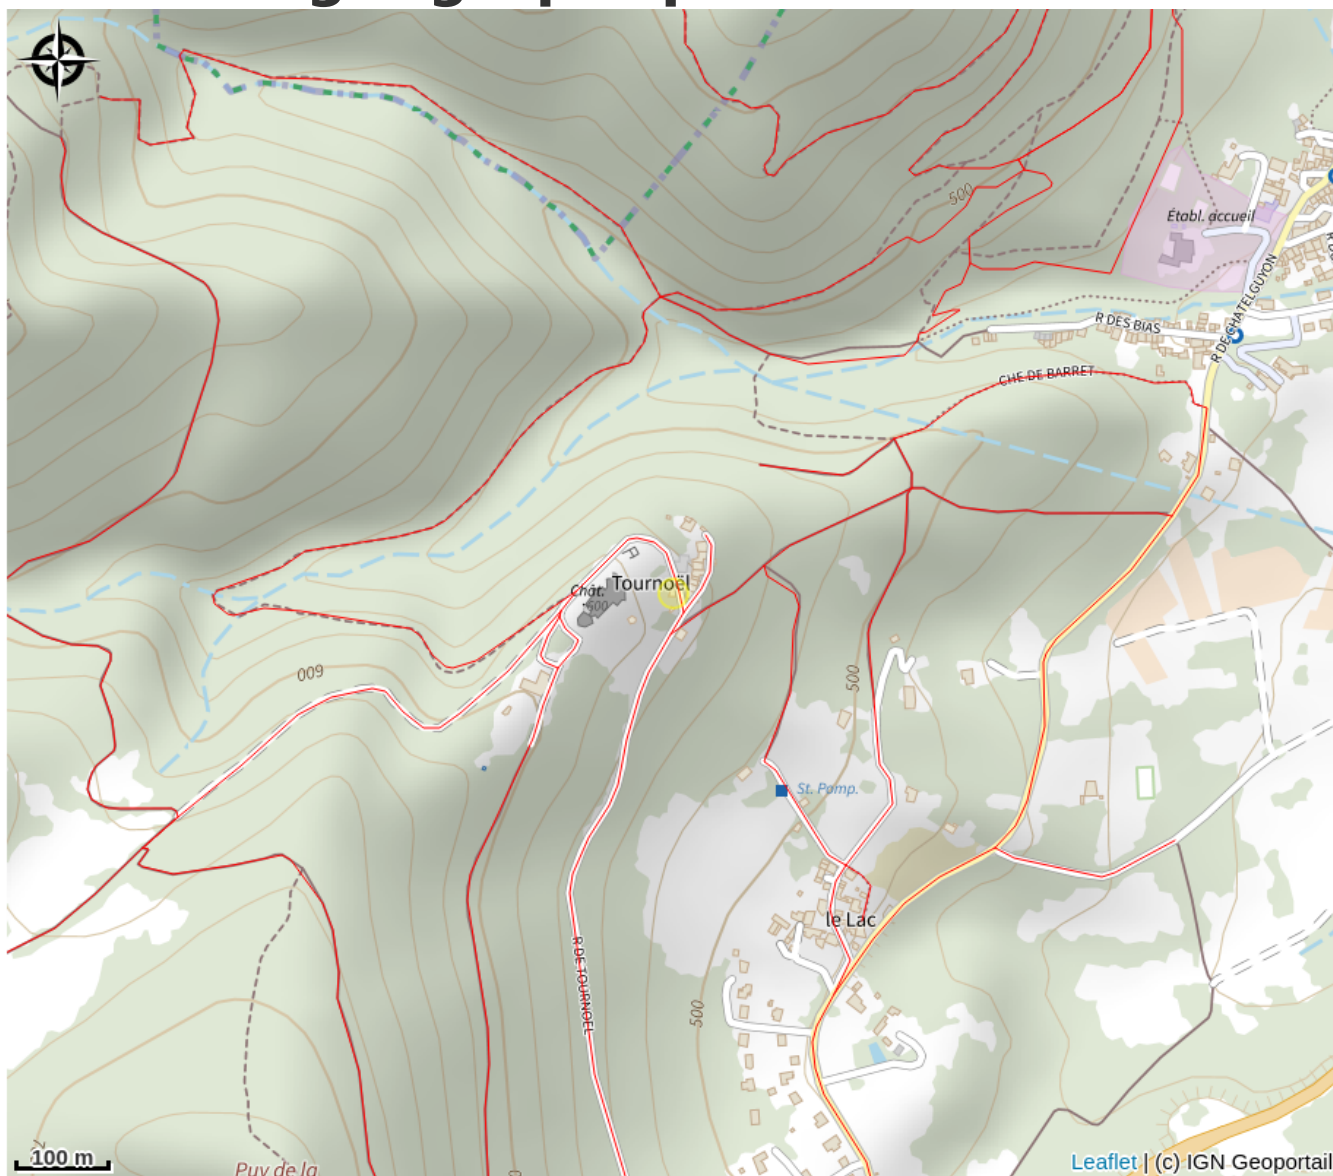 500
Établ. accueil
R DE CHATELGUYON
R DES BIAS
CHE DE BARRET
Tournoël
Chât.
600
600
500
St. Pomp.
le Lac
R DE TOURNOEL
500
100 m
Puy de la
Leaflet | (c) IGN Geoportail